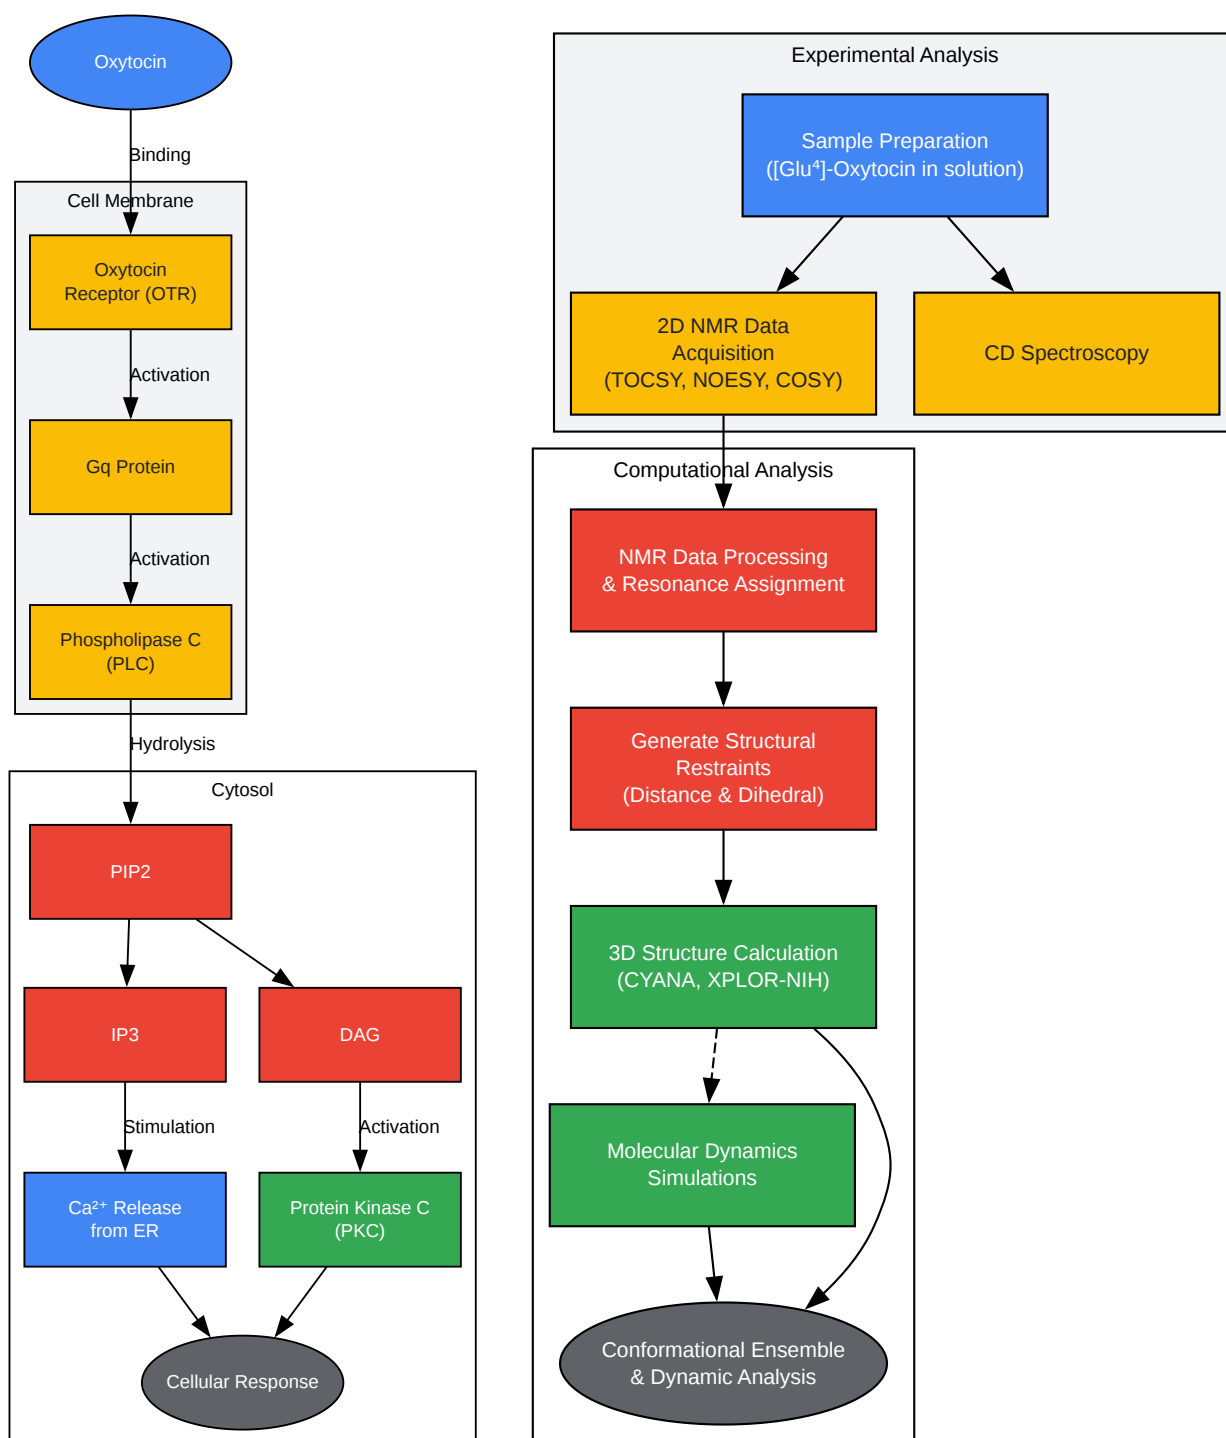 Oxytocin
Binding
Cell Membrane
Oxytocin
Receptor (OTR)
Activation
Gq Protein
Activation
Phospholipase C
(PLC)
Hydrolysis
Cytosol
PIP2
IP3
DAG
Stimulation
Activation
Ca²⁺ Release
from ER
Protein Kinase C
(PKC)
Cellular Response
Experimental Analysis
Sample Preparation
([Glu⁴]-Oxytocin in solution)
2D NMR Data
Acquisition
(TOCSY, NOESY, COSY)
CD Spectroscopy
Computational Analysis
NMR Data Processing
& Resonance Assignment
Generate Structural
Restraints
(Distance & Dihedral)
3D Structure Calculation
(CYANA, XPLOR-NIH)
Molecular Dynamics
Simulations
Conformational Ensemble
& Dynamic Analysis